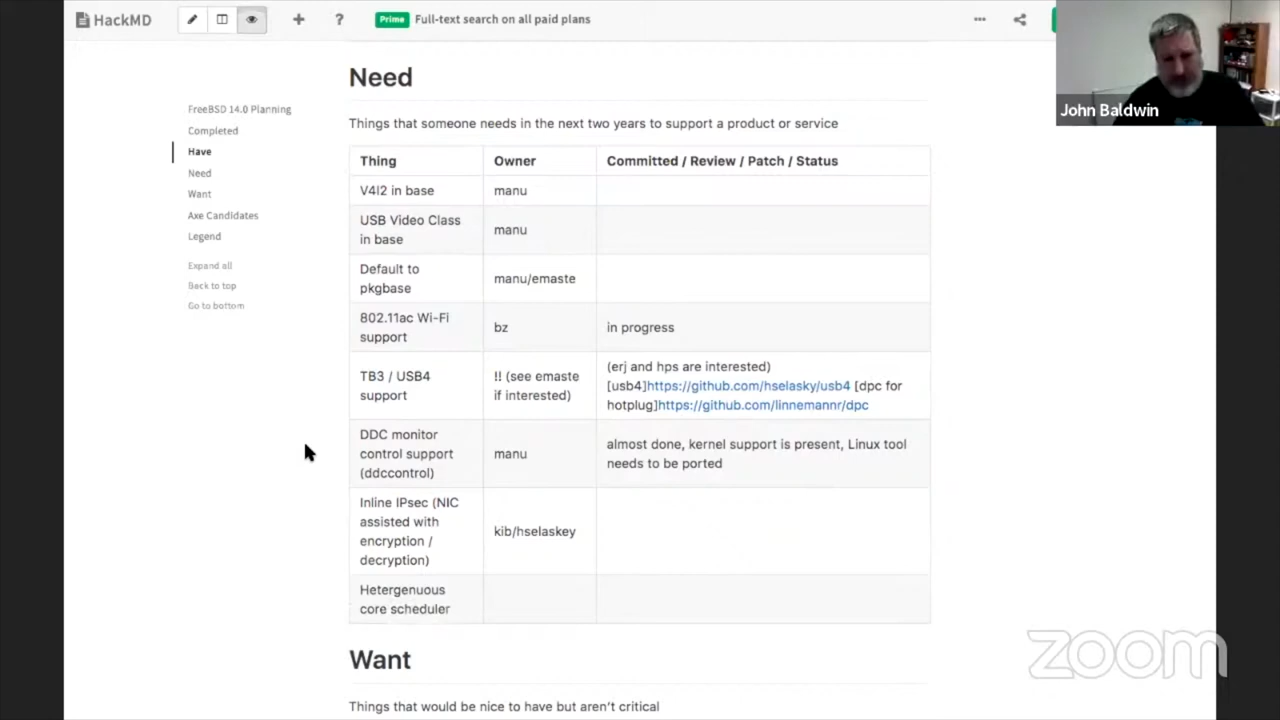 HackMD
?
Prime Full-text search on all paid plans
John Baldwin
FreeBSD 14.0 Planning
Completed
Have
Need
Want
Axe Candidates
Legend
Expand all
Back to top
Go to bottom
Need
Things that someone needs in the next two years to support a product or service
Thing Owner Committed / Review / Patch / Status
V4l2 in base manu
USB Video Class
in base
manu
Default to
pkgbase
manu/emaste
802.11ac Wi-Fi
support
bz
in progress
TB3 / USB4
support
!! (see emaste
if interested)
(erj and hps are interested)
[usb4]https://github.com/hselasky/usb4 [dpc for
hotplug]https://github.com/linnemannr/dpc
DDC monitor
control support
(ddccontrol)
manu
almost done, kernel support is present, Linux tool
needs to be ported
Inline IPsec (NIC
assisted with
encryption /
decryption)
kib/hselaskey
Hetergenuous
core scheduler
Want
Things that would be nice to have but aren't critical
zoom